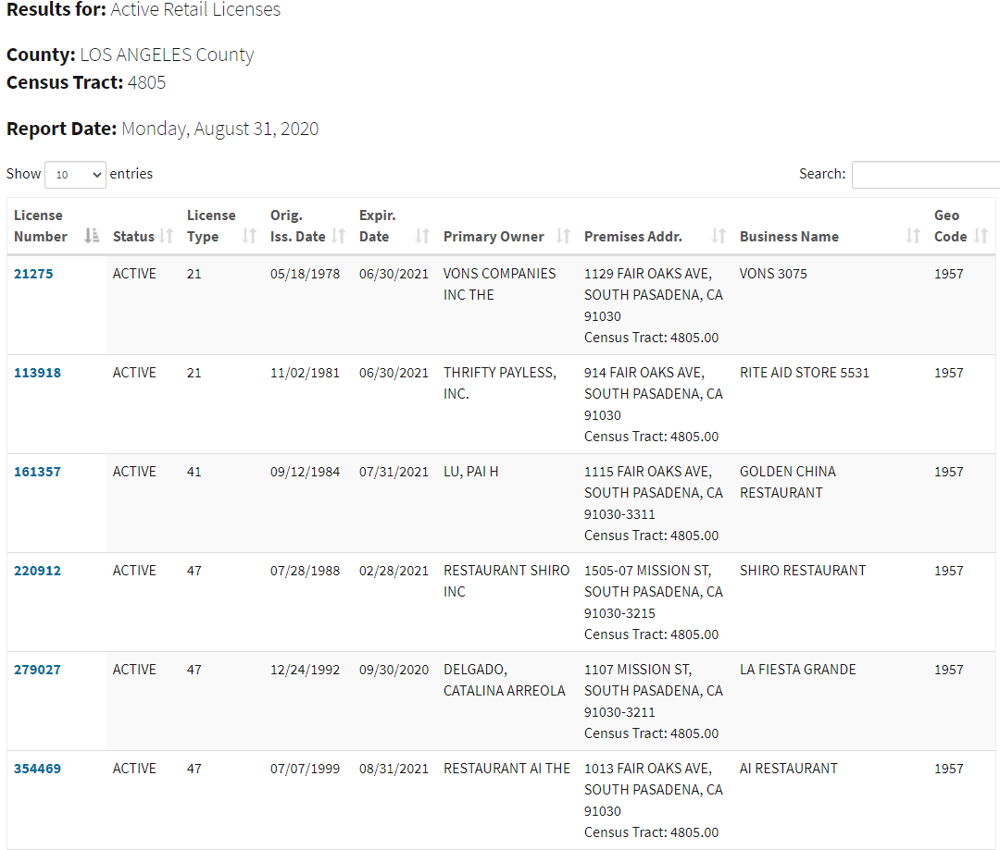 Results for: Active Retail Licenses
County: LOS ANGELES County
Census Tract: 4805
Report Date: Monday, August 31, 2020
Show 10 entries
Search:
License Number Status License Type Orig. Iss. Date Expir. Date Primary Owner Premises Addr. Business Name Geo Code
21275 ACTIVE 21 05/18/1978 06/30/2021 VONS COMPANIES INC THE 1129 FAIR OAKS AVE, SOUTH PASADENA, CA 91030 Census Tract: 4805.00 VONS 3075 1957
113918 ACTIVE 21 11/02/1981 06/30/2021 THRIFTY PAYLESS, INC. 914 FAIR OAKS AVE, SOUTH PASADENA, CA 91030 Census Tract: 4805.00 RITE AID STORE 5531 1957
161357 ACTIVE 41 09/12/1984 07/31/2021 LU, PAI H 1115 FAIR OAKS AVE, SOUTH PASADENA, CA 91030-3311 Census Tract: 4805.00 GOLDEN CHINA RESTAURANT 1957
220912 ACTIVE 47 07/28/1988 02/28/2021 RESTAURANT SHIRO INC 1505-07 MISSION ST, SOUTH PASADENA, CA 91030-3215 Census Tract: 4805.00 SHIRO RESTAURANT 1957
279027 ACTIVE 47 12/24/1992 09/30/2020 DELGADO, CATALINA ARREOLA 1107 MISSION ST, SOUTH PASADENA, CA 91030-3211 Census Tract: 4805.00 LA FIESTA GRANDE 1957
354469 ACTIVE 47 07/07/1999 08/31/2021 RESTAURANT AI THE 1013 FAIR OAKS AVE, SOUTH PASADENA, CA 91030 Census Tract: 4805.00 AI RESTAURANT 1957